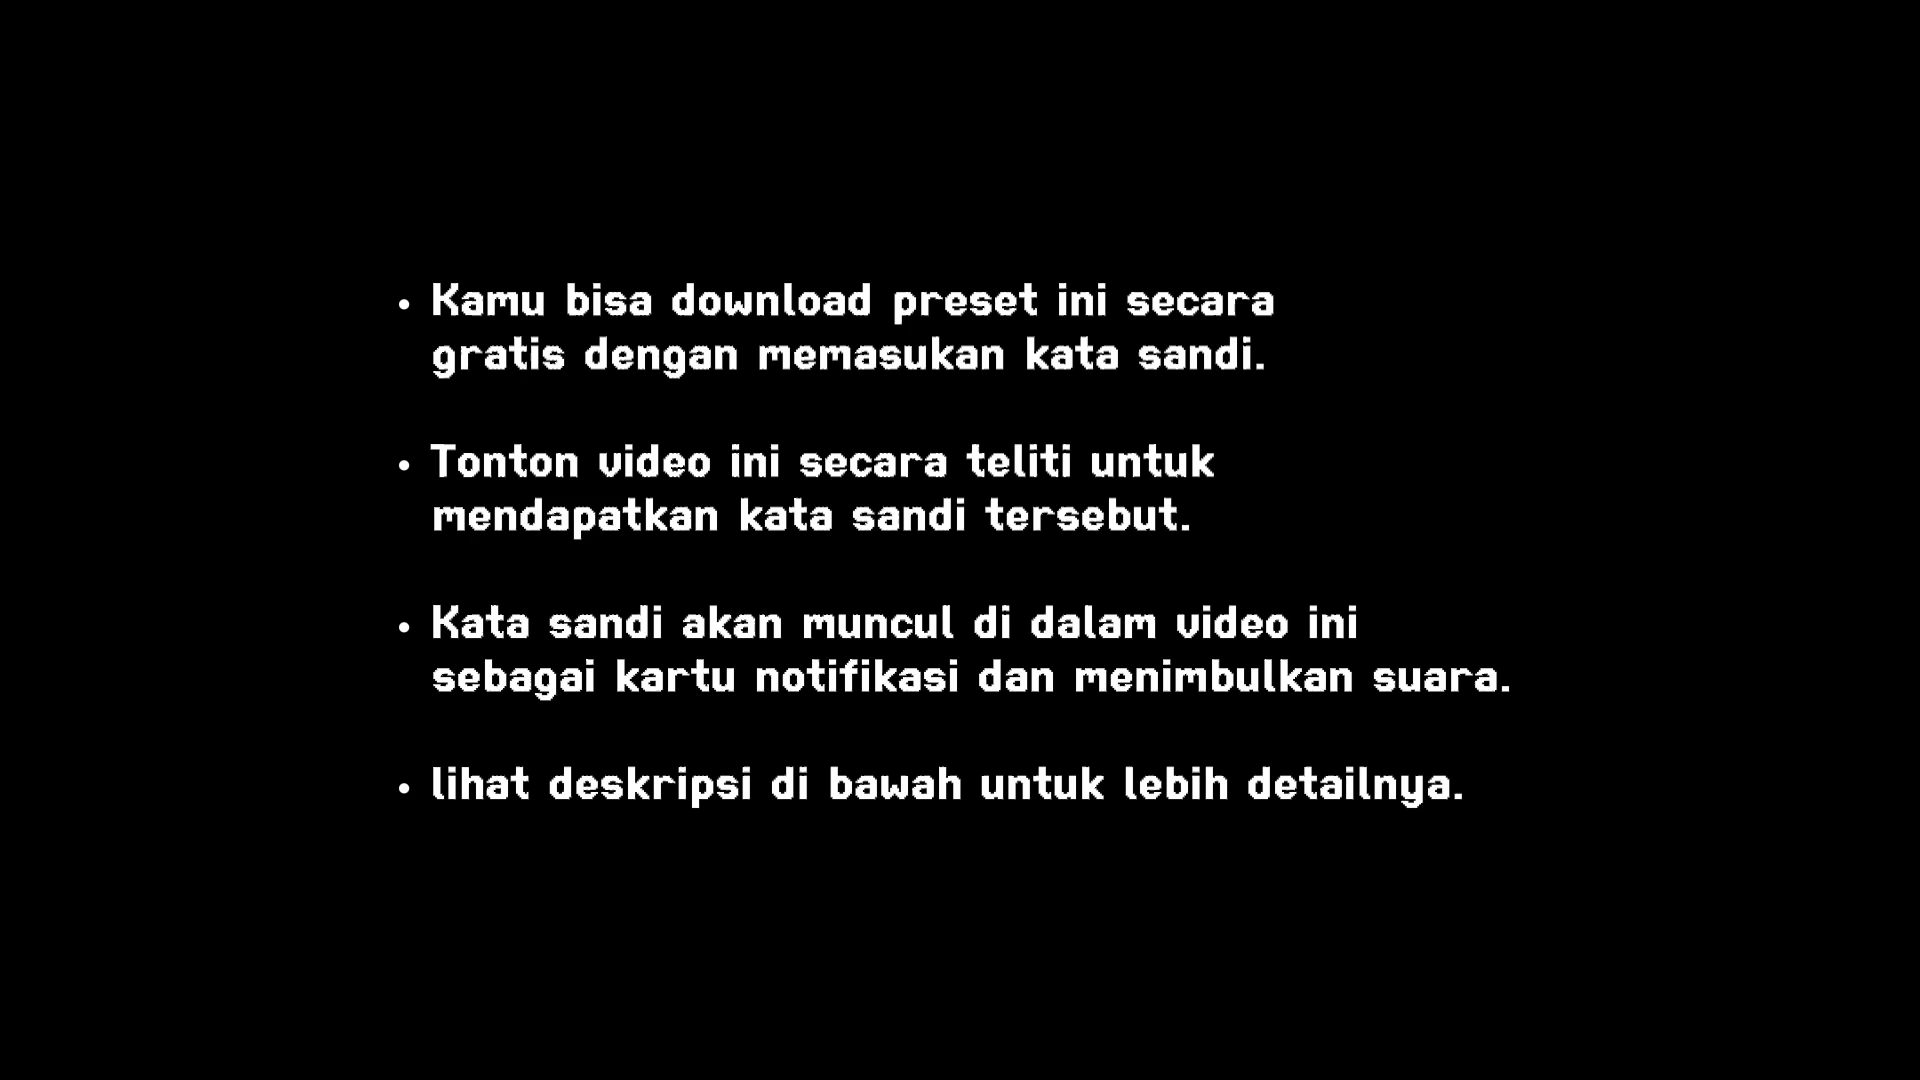 • Kamu bisa download preset ini secara
gratis dengan memasukan kata sandi.
• Tonton video ini secara teliti untuk
mendapatkan kata sandi tersebut.
• Kata sandi akan muncul di dalam video ini
sebagai kartu notifikasi dan menimbulkan suara.
• lihat deskripsi di bawah untuk lebih detailnya.